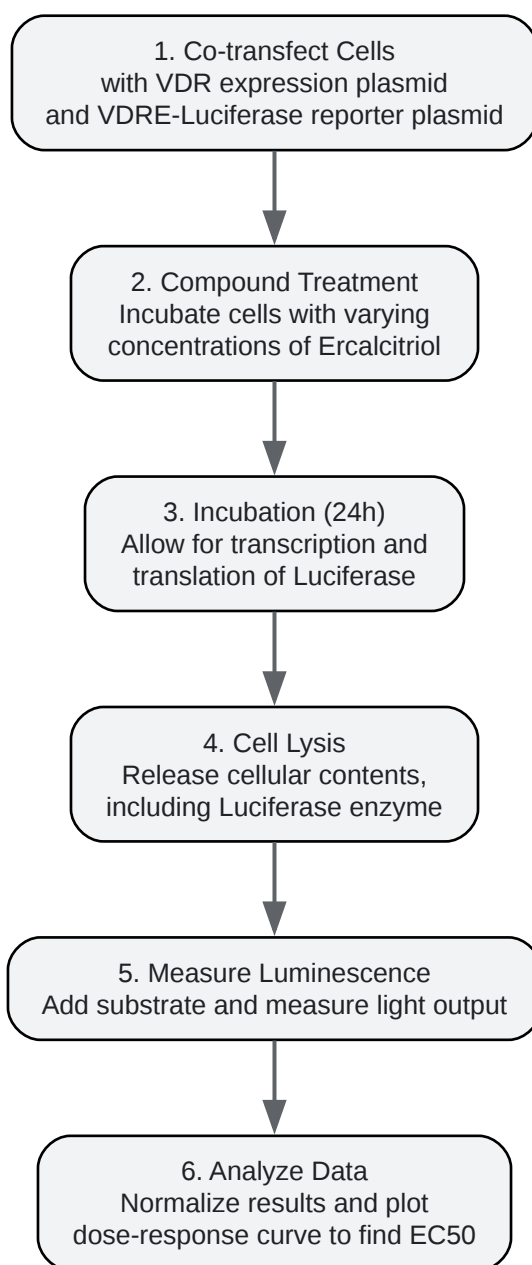 1. Co-transfect Cells
with VDR expression plasmid
and VDRE-Luciferase reporter plasmid
2. Compound Treatment
Incubate cells with varying
concentrations of Ercalcitriol
3. Incubation (24h)
Allow for transcription and
translation of Luciferase
4. Cell Lysis
Release cellular contents,
including Luciferase enzyme
5. Measure Luminescence
Add substrate and measure light output
6. Analyze Data
Normalize results and plot
dose-response curve to find EC50